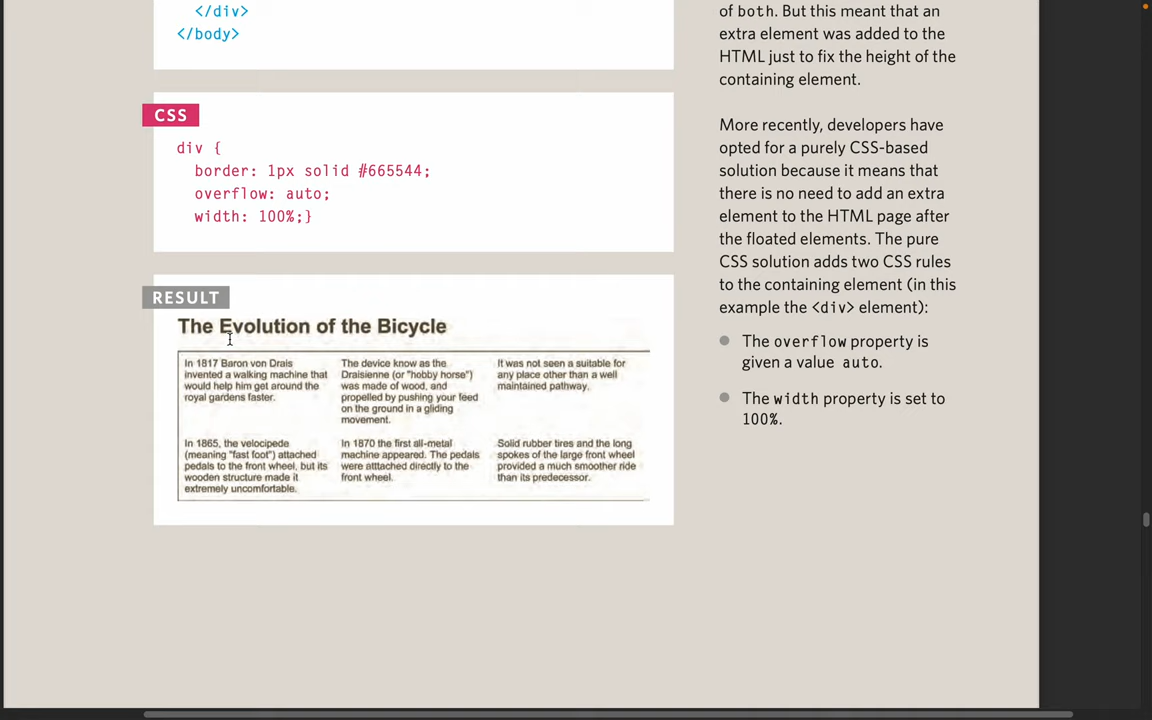 </div>
</body>
CSS
div {
border: 1px solid #665544;
overflow: auto;
width: 100%;}
RESULT
The Evolution of the Bicycle
In 1817 Baron von Drais
invented a walking machine that
would help him get around the
royal gardens faster.
The device know as the
Draisienne (or "hobby horse")
was made of wood, and
propelled by pushing your feed
on the ground in a gliding
movement.
It was not seen a suitable for
any place other than a well
maintained pathway.
In 1865, the velocipede
(meaning "fast foot") attached
pedals to the front wheel, but its
wooden structure made it
extremely uncomfortable.
In 1870 the first all-metal
machine appeared. The pedals
were atttached directly to the
front wheel.
Solid rubber tires and the long
spokes of the large front wheel
provided a much smoother ride
than its predecessor.
of both. But this meant that an
extra element was added to the
HTML just to fix the height of the
containing element.
More recently, developers have
opted for a purely CSS-based
solution because it means that
there is no need to add an extra
element to the HTML page after
the floated elements. The pure
CSS solution adds two CSS rules
to the containing element (in this
example the <div> element):
The overflow property is
given a value auto.
The width property is set to
100%.